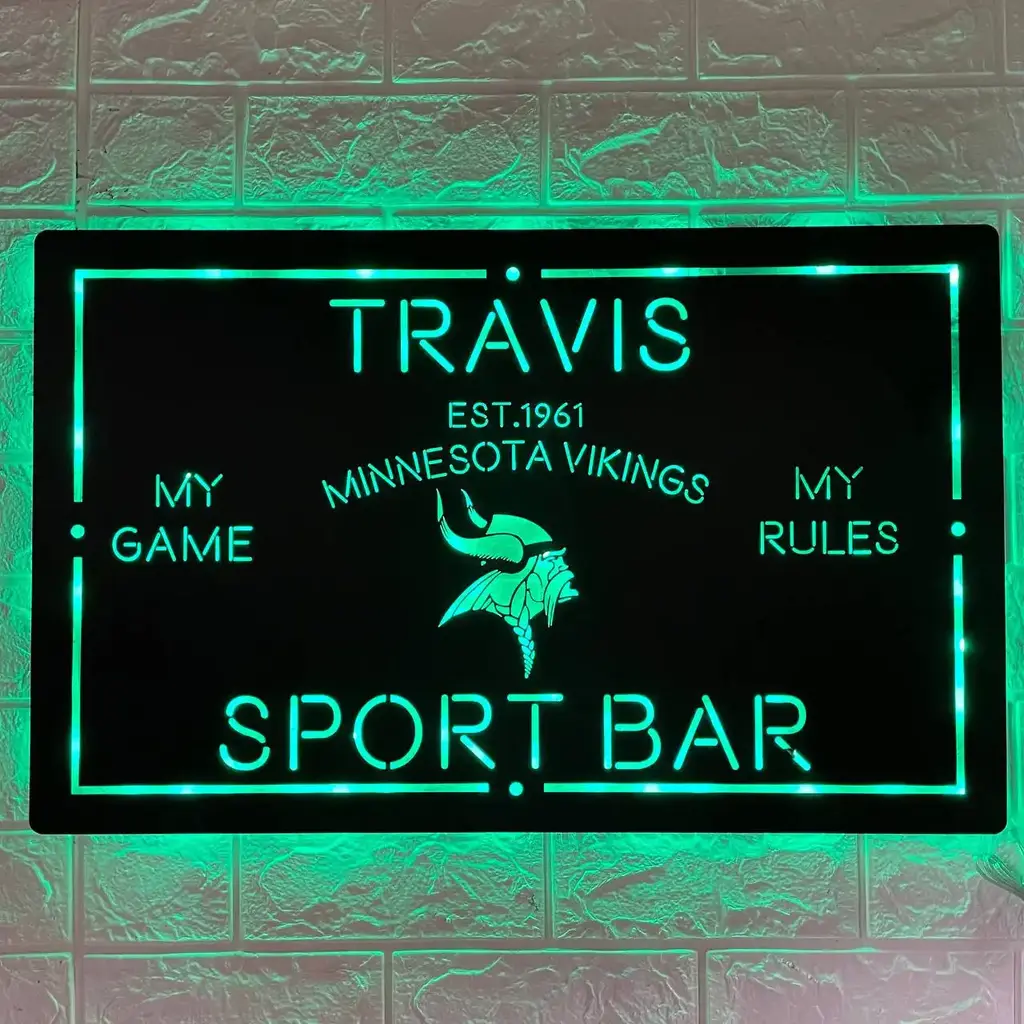 TRAVIS
EST.1961
MINNESOTA VIKINGS
MY
GAME
MY
RULES
SPORT BAR